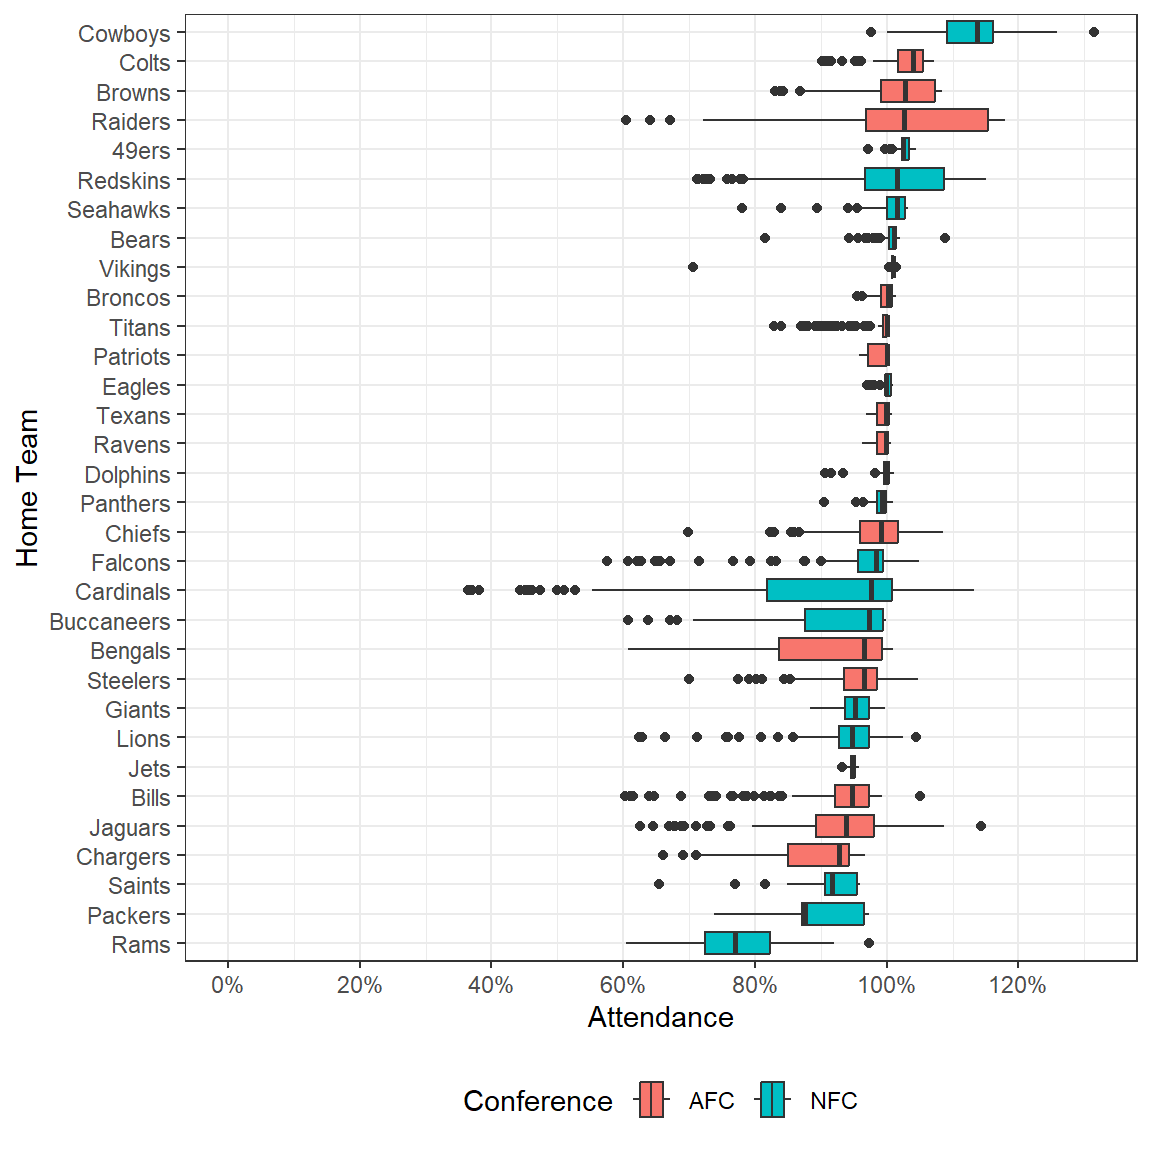 Home Team
Cowboys
Colts
Browns
Raiders
49ers
Redskins
Seahawks
Bears
Vikings
Broncos
Titans
Patriots
Eagles
Texans
Ravens
Dolphins
Panthers
Chiefs
Falcons
Cardinals
Buccaneers
Bengals
Steelers
Giants
Lions
Jets
Bills
Jaguars
Chargers
Saints
Packers
Rams
0% 20% 40% 60% 80% 100% 120%
Attendance
Conference AFC NFC